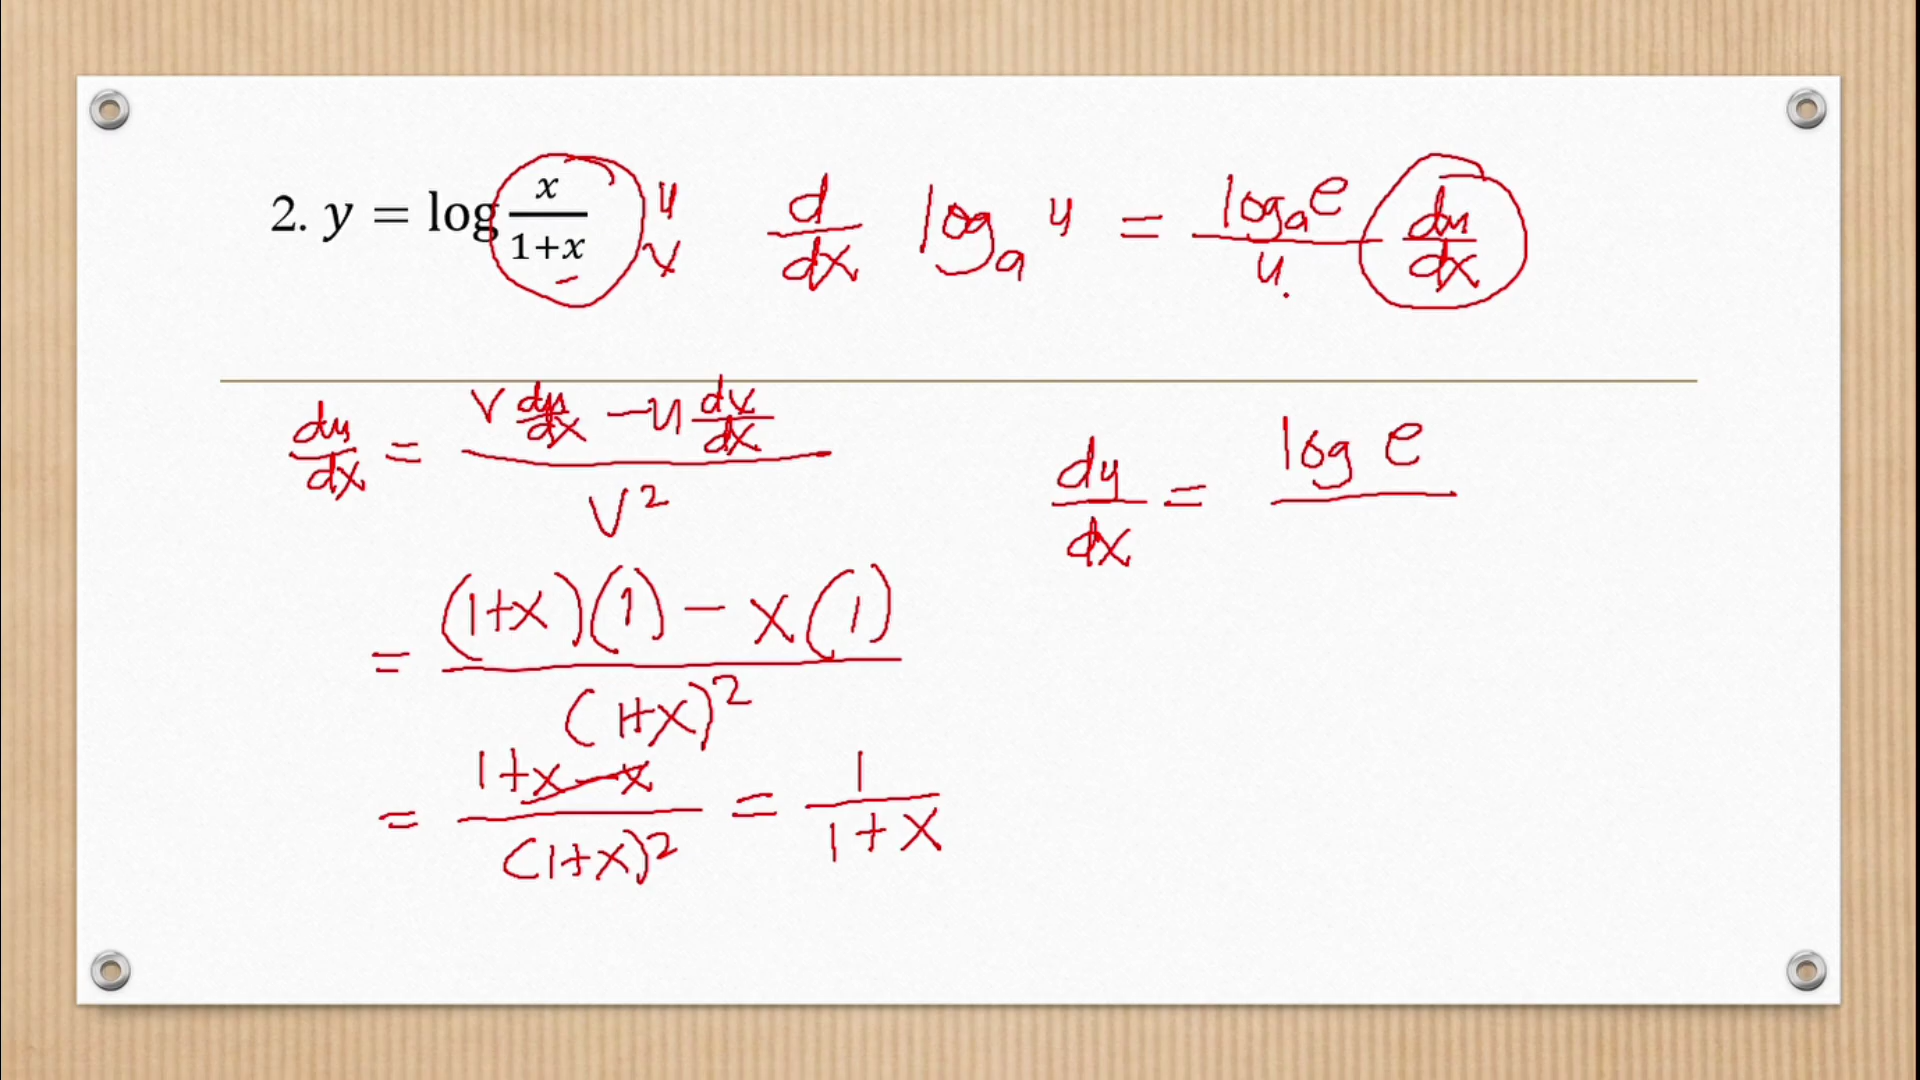 2. y = log x/(1+x) u v d/dx log_a u = (log_a e)/u du/dx
du/dx = (v du/dx − u dv/dx)/v²
= ((1+x)(1) − x(1))/(1+x)²
= (1+x−x)/(1+x)² = 1/(1+x)
dy/dx = log e